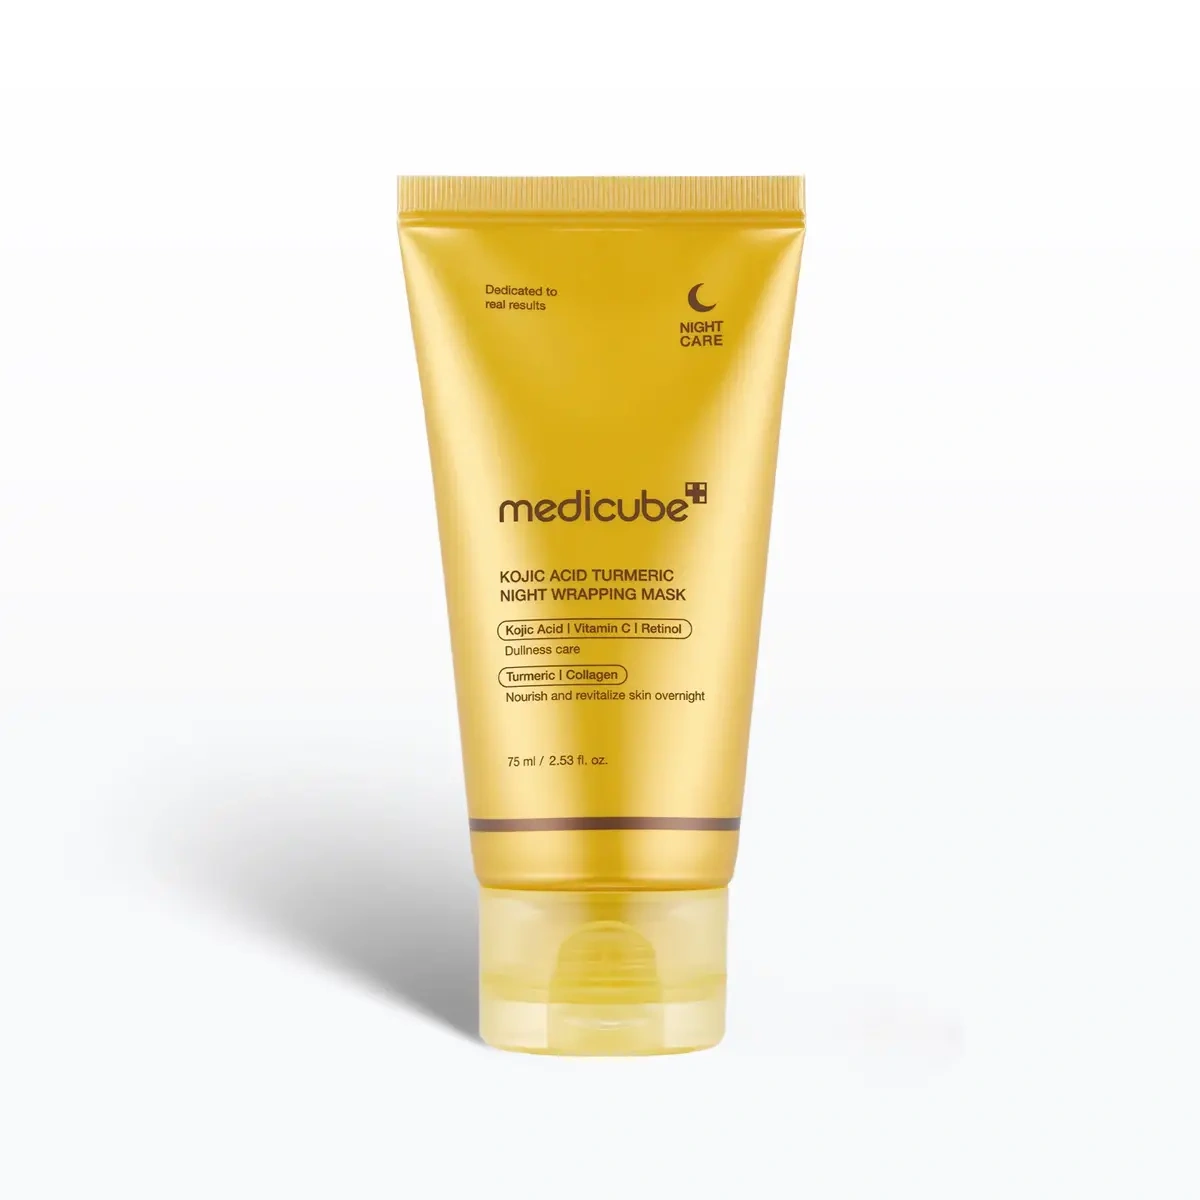 Dedicated to
real results
NIGHT
CARE
medicube
KOJIC ACID TURMERIC
NIGHT WRAPPING MASK
Kojic Acid | Vitamin C | Retinol
Dullness care
Turmeric | Collagen
Nourish and revitalize skin overnight
75 ml / 2.53 fl. oz.